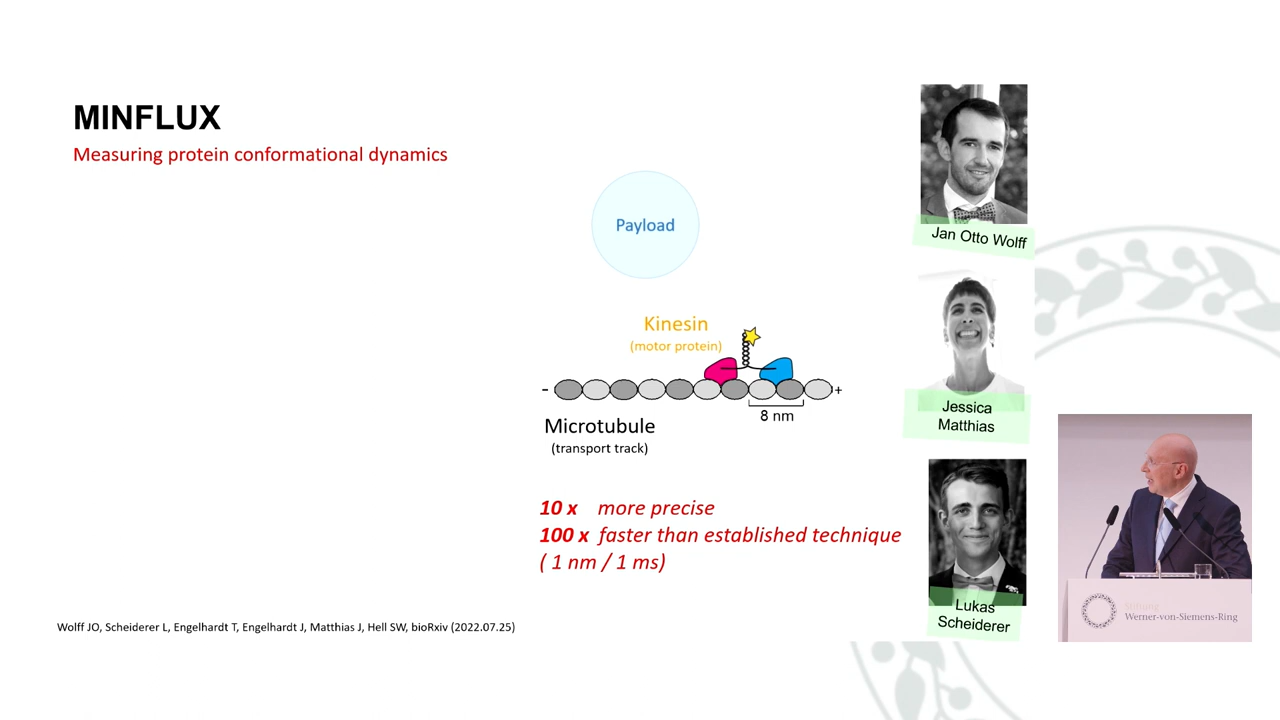 MINFLUX
Measuring protein conformational dynamics
Payload
Kinesin
(motor protein)
-
+
8 nm
Microtubule
(transport track)
10 x more precise
100 x faster than established technique
( 1 nm / 1 ms)
Wolff JO, Scheiderer L, Engelhardt T, Engelhardt J, Matthias J, Hell SW, bioRxiv (2022.07.25)
Jan Otto Wolff
Jessica
Matthias
Lukas
Scheiderer
Stiftung
Werner-von-Siemens-Ring